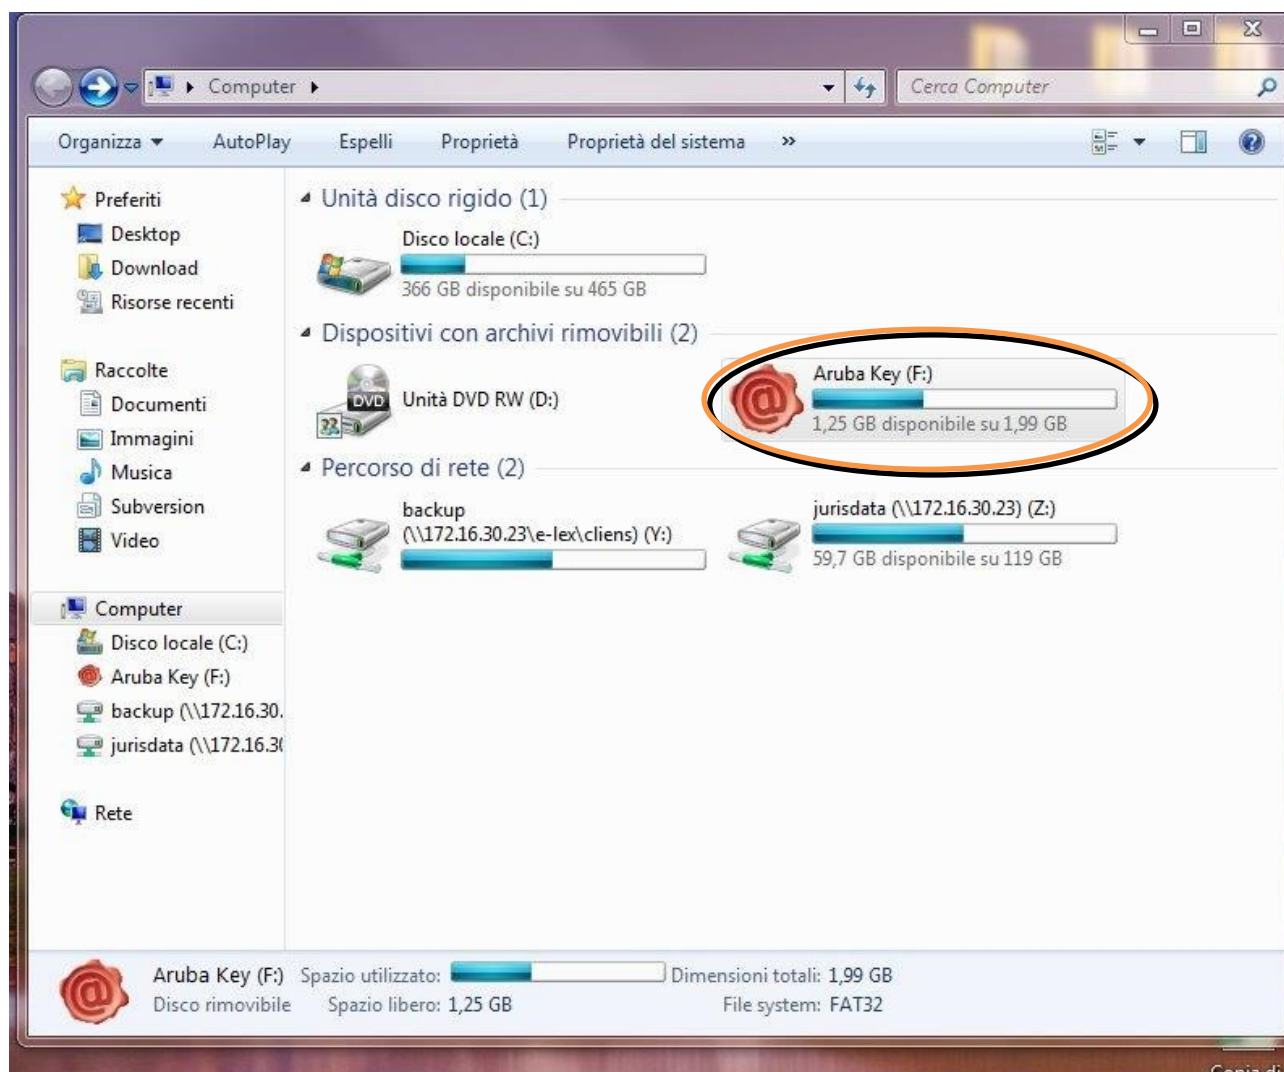 Computer
Cerca Computer
Organizza
AutoPlay
Espelli
Proprietà
Proprietà del sistema
»
Preferiti
Desktop
Download
Risorse recenti
Raccolte
Documenti
Immagini
Musica
Subversion
Video
Computer
Disco locale (C:)
Aruba Key (F:)
backup (\\172.16.30.
jurisdata (\\172.16.3
Rete
Unità disco rigido (1)
Disco locale (C:)
366 GB disponibile su 465 GB
Dispositivi con archivi rimovibili (2)
DVD
Unità DVD RW (D:)
Aruba Key (F:)
1,25 GB disponibile su 1,99 GB
Percorso di rete (2)
backup
(\\172.16.30.23\e-lex\cliens) (Y:)
jurisdata (\\172.16.30.23) (Z:)
59,7 GB disponibile su 119 GB
Aruba Key (F:) Spazio utilizzato: Dimensioni totali: 1,99 GB
Disco rimovibile Spazio libero: 1,25 GB File system: FAT32